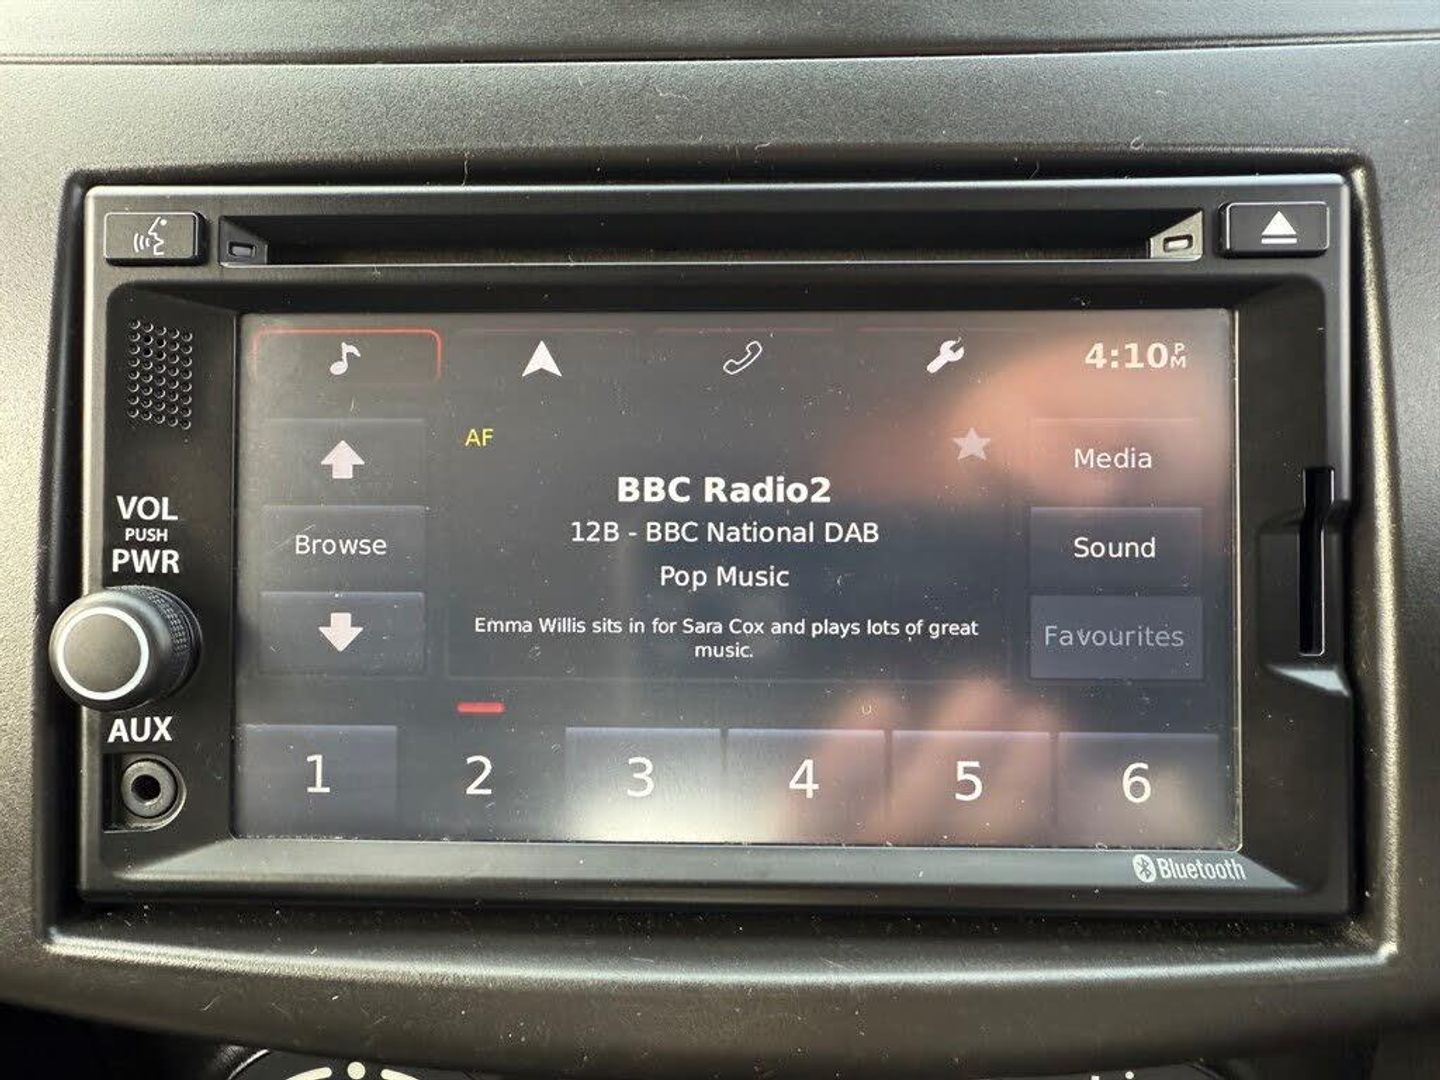 4:10PM
AF
Media
BBC Radio2
VOL
12B - BBC National DAB
PUSH
Browse
Sound
PWR
Pop Music
Emma Willis sits in for Sara Cox and plays lots of great
music.
Favourites
AUX
1 2 3 4 5 6
Bluetooth